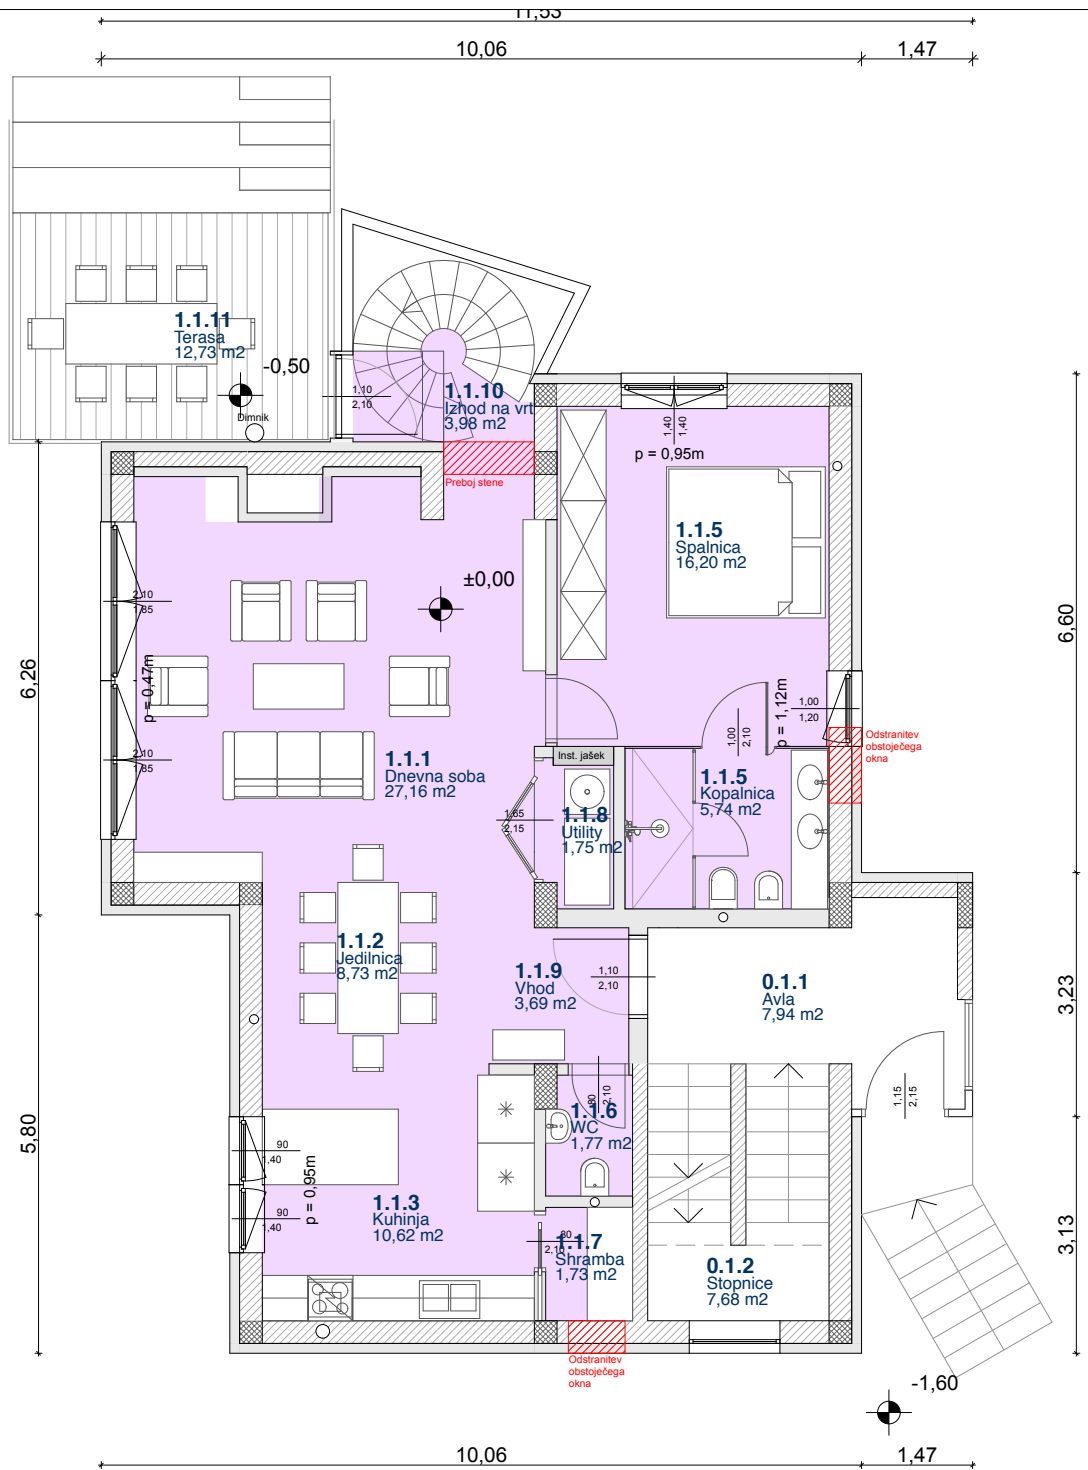 11,53
10,06
1,47
1.1.11
Terasa
12,73 m2
-0,50
Dimnik
1,10
2,10
1.1.10
Izhod na vrt
3,98 m2
Preboj stene
1,40
1,40
p = 0,95m
1.1.5
Spalnica
16,20 m2
±0,00
2,10
1,85
p = 0,47m
2,10
1,85
6,26
6,60
1.1.1
Dnevna soba
27,16 m2
Inst. jašek
1,65
2,15
1.1.8
Utility
1,75 m2
1,00
2,10
p = 1,12m
1,00
1,20
Odstranitev
obstoječega
okna
1.1.5
Kopalnica
5,74 m2
1.1.2
Jedilnica
8,73 m2
1.1.9
Vhod
3,69 m2
1,10
2,10
0.1.1
Avla
7,94 m2
3,23
1,15
2,15
5,80
90
1,40
p = 0,95m
90
1,40
80
2,10
1.1.6
WC
1,77 m2
1.1.3
Kuhinja
10,62 m2
80
2,10
1.1.7
Shramba
1,73 m2
0.1.2
Stopnice
7,68 m2
3,13
Odstranitev
obstoječega
okna
-1,60
10,06
1,47